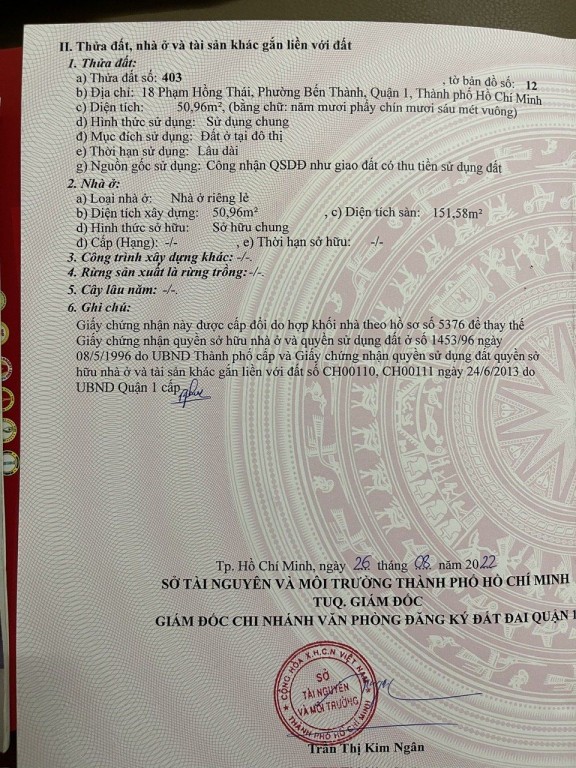 II. Thửa đất, nhà ở và tài sản khác gắn liền với đất
1. Thửa đất:
a) Thửa đất số: 403 , tờ bản đồ số: 12
b) Địa chỉ: 18 Phạm Hồng Thái, Phường Bến Thành, Quận 1, Thành phố Hồ Chí Minh
c) Diện tích: 50,96m², (bằng chữ: năm mươi phẩy chín mươi sáu mét vuông)
d) Hình thức sử dụng: Sử dụng chung
đ) Mục đích sử dụng: Đất ở tại đô thị
e) Thời hạn sử dụng: Lâu dài
g) Nguồn gốc sử dụng: Công nhận QSDĐ như giao đất có thu tiền sử dụng đất
2. Nhà ở:
a) Loại nhà ở: Nhà ở riêng lẻ
b) Diện tích xây dựng: 50,96m² , c) Diện tích sàn: 151,58m²
d) Hình thức sở hữu: Sở hữu chung
đ) Cấp (Hạng): -/- , e) Thời hạn sở hữu: -/-
3. Công trình xây dựng khác: -/-.
4. Rừng sản xuất là rừng trồng:-/-.
5. Cây lâu năm: -/-.
6. Ghi chú:
Giấy chứng nhận này được cấp đổi do hợp khối nhà theo hồ sơ số 5376 để thay thế
Giấy chứng nhận quyền sở hữu nhà ở và quyền sử dụng đất ở số 1453/96 ngày
08/5/1996 do UBND Thành phố cấp và Giấy chứng nhận quyền sử dụng đất quyền sở
hữu nhà ở và tài sản khác gắn liền với đất số CH00110, CH00111 ngày 24/6/2013 do
UBND Quận 1 cấp.
Tp. Hồ Chí Minh, ngày 26 tháng 08 năm 2022
SỞ TÀI NGUYÊN VÀ MÔI TRƯỜNG THÀNH PHỐ HỒ CHÍ MINH
TUQ. GIÁM ĐỐC
GIÁM ĐỐC CHI NHÁNH VĂN PHÒNG ĐĂNG KÝ ĐẤT ĐAI QUẬN 1
CỘNG HÒA X.H.C.N VIỆT NAM
SỞ
TÀI NGUYÊN
VÀ MÔI TRƯỜNG
THÀNH PHỐ HỒ CHÍ MINH
Trần Thị Kim Ngân